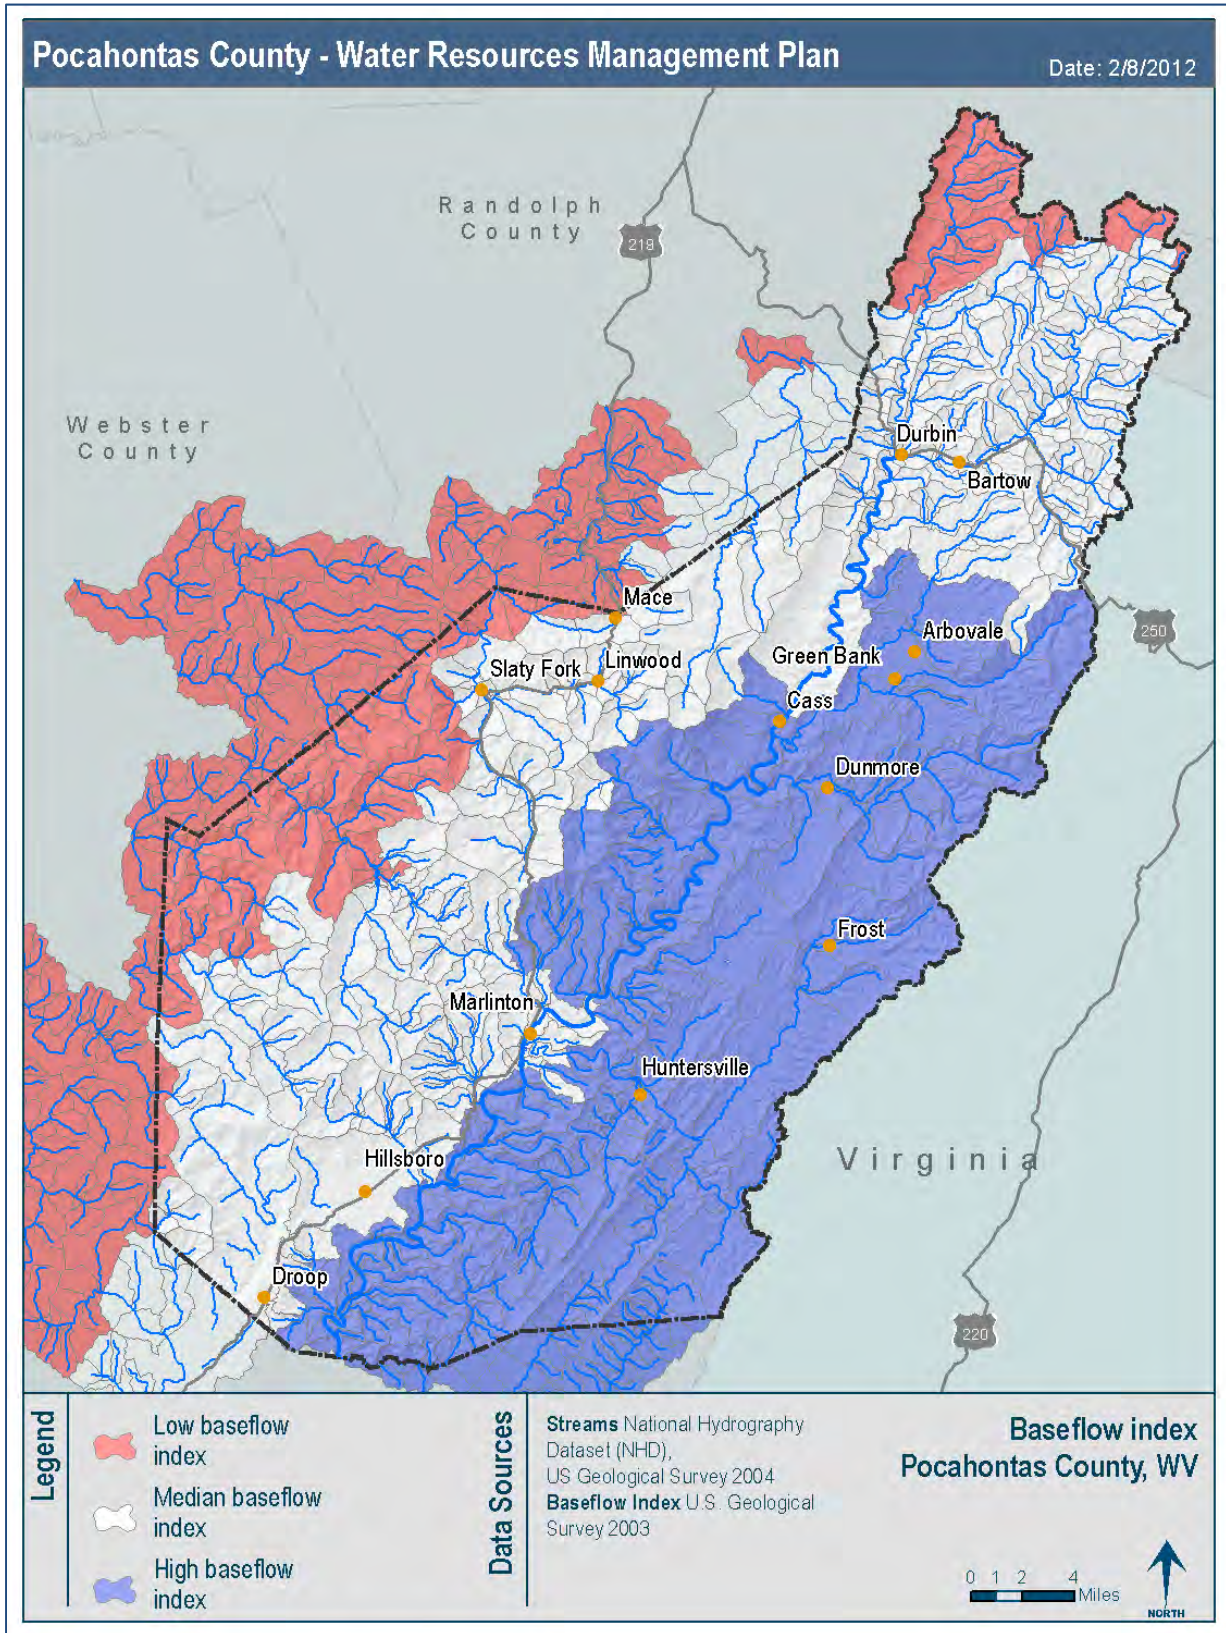 Pocahontas County - Water Resources Management Plan
Date: 2/8/2012
Randolph
County
219
Webster
County
Durbin
Bartow
Mace
Arbovale
250
Slaty Fork
Linwood
Green Bank
Cass
Dunmore
Frost
Marlinton
Huntersville
Virginia
Hillsboro
Droop
220
Legend
Low baseflow
index
Median baseflow
index
High baseflow
index
Data Sources
Streams National Hydrography
Dataset (NHD),
US Geological Survey 2004
Baseflow Index U.S. Geological
Survey 2003
Baseflow index
Pocahontas County, WV
0 1 2 4
Miles
NORTH